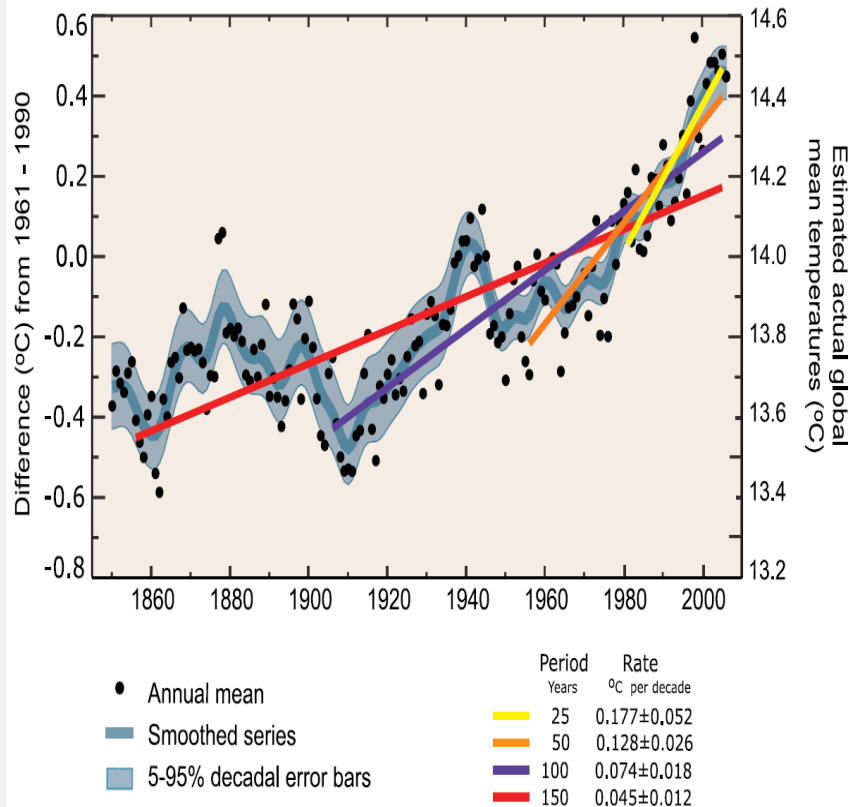 Difference (ºC) from 1961 - 1990
0.6
0.4
0.2
0.0
-0.2
-0.4
-0.6
-0.8
14.6
14.4
14.2
14.0
13.8
13.6
13.4
13.2
Estimated actual global
mean temperatures (ºC)
1860 1880 1900 1920 1940 1960 1980 2000
Annual mean
Smoothed series
5-95% decadal error bars
Period Rate
Years ºC per decade
25 0.177±0.052
50 0.128±0.026
100 0.074±0.018
150 0.045±0.012